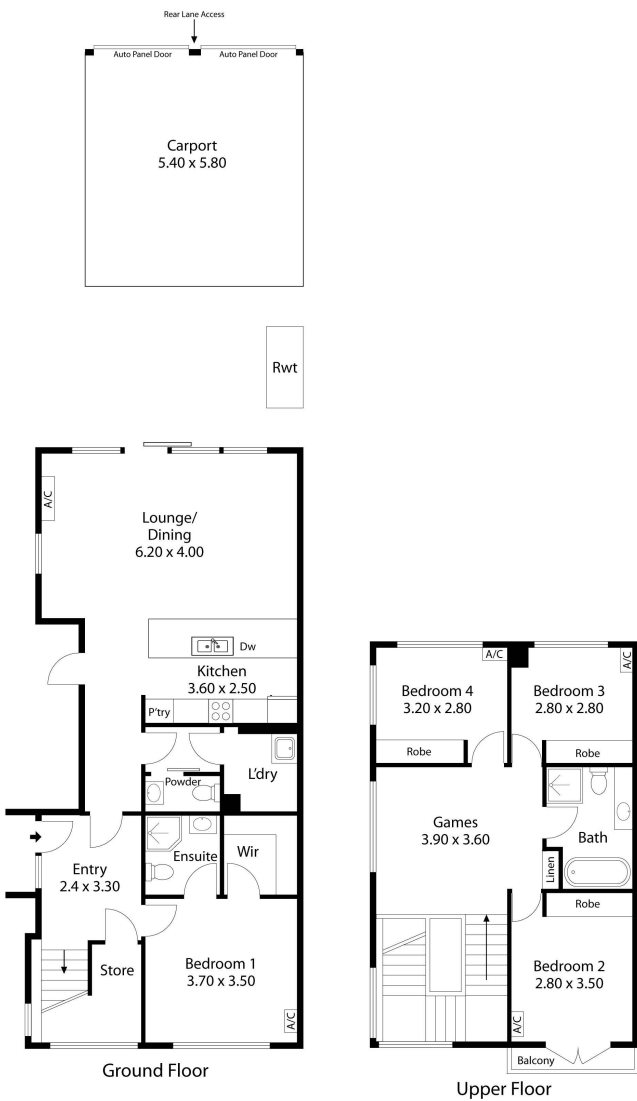 Rear Lane Access
Auto Panel Door
Auto Panel Door
Carport
5.40 x 5.80
Rwt
A/C
Lounge/
Dining
6.20 x 4.00
Dw
Kitchen
3.60 x 2.50
P'try
Powder
L'dry
Entry
2.4 x 3.30
Ensuite
Wir
Store
Bedroom 1
3.70 x 3.50
A/C
Ground Floor
A/C
A/C
Bedroom 4
3.20 x 2.80
Bedroom 3
2.80 x 2.80
Robe
Robe
Games
3.90 x 3.60
Bath
Linen
Robe
Bedroom 2
2.80 x 3.50
A/C
Balcony
Upper Floor